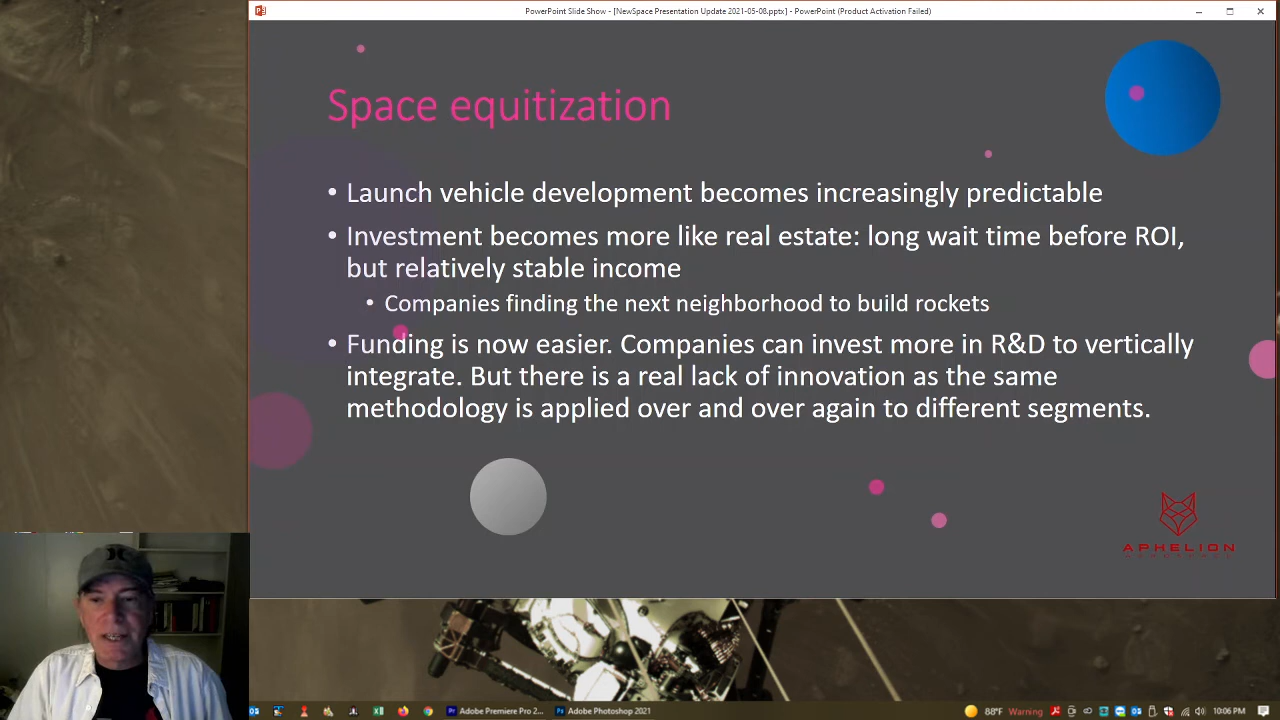 PowerPoint Slide Show - [NewSpace Presentation Update 2021-05-08.pptx] - PowerPoint (Product Activation Failed)
Space equitization
• Launch vehicle development becomes increasingly predictable
• Investment becomes more like real estate: long wait time before ROI,
but relatively stable income
• Companies finding the next neighborhood to build rockets
• Funding is now easier. Companies can invest more in R&D to vertically
integrate. But there is a real lack of innovation as the same
methodology is applied over and over again to different segments.
APHELION
Adobe Premiere Pro 2... Adobe Photoshop 2021 88°F Warning 10:06 PM